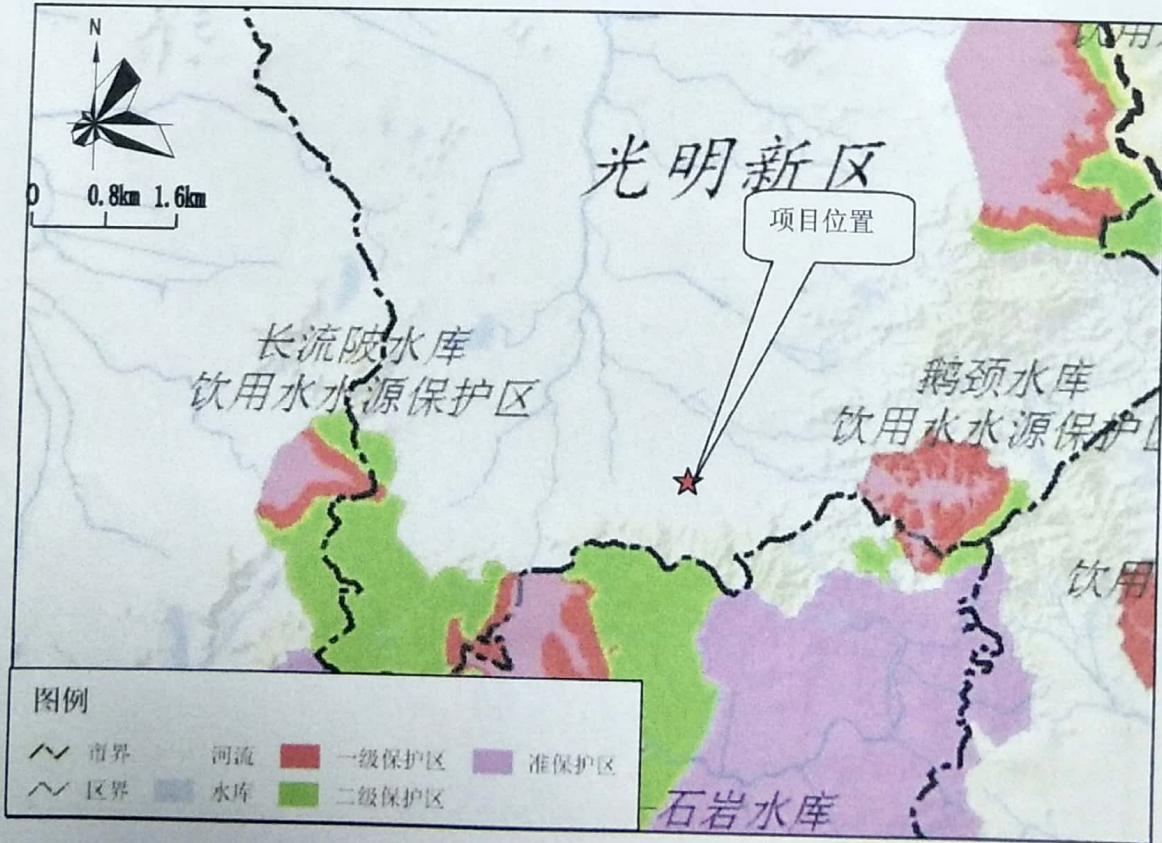 N
0 0.8km 1.6km
饮用
光明新区
项目位置
长流陂水库
饮用水水源保护区
鹅颈水库
饮用水水源保护区
饮用
石岩水库
图例
市界 河流 一级保护区 准保护区
区界 水库 二级保护区